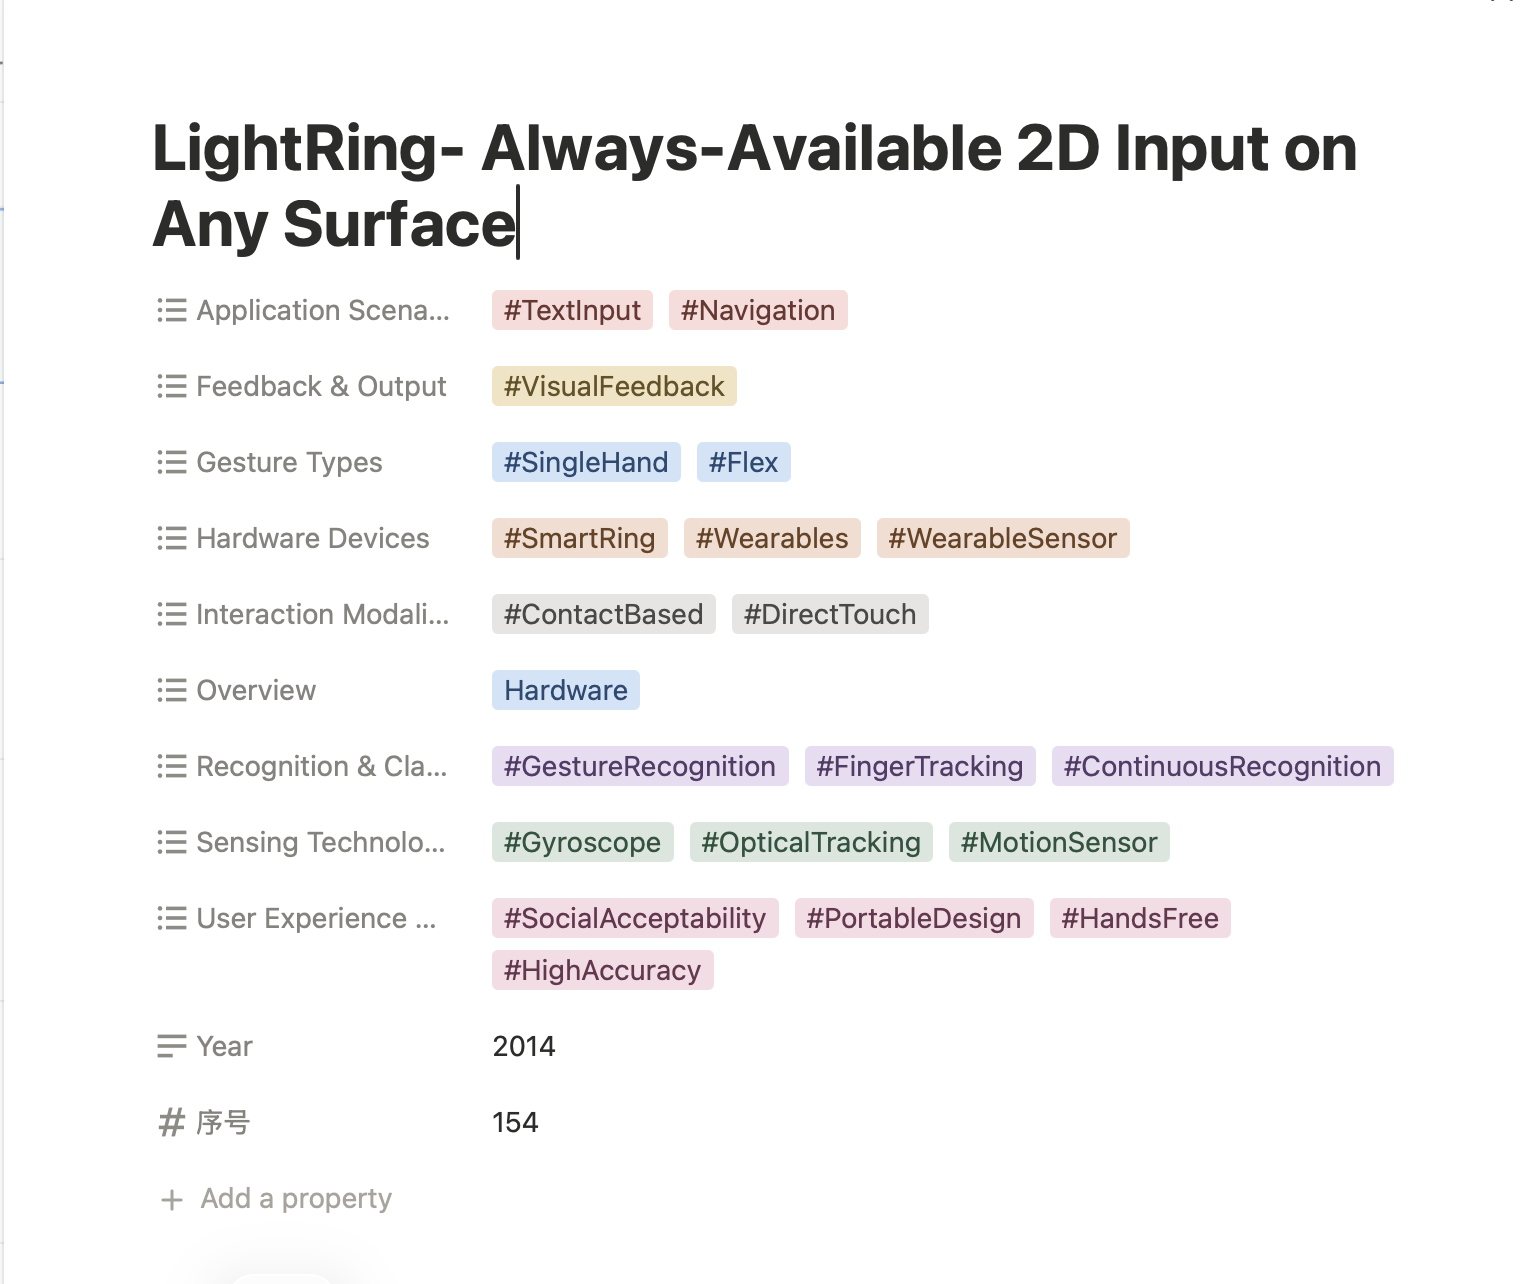 LightRing- Always-Available 2D Input on
Any Surface
Application Scena... #TextInput #Navigation
Feedback & Output #VisualFeedback
Gesture Types #SingleHand #Flex
Hardware Devices #SmartRing #Wearables #WearableSensor
Interaction Modali... #ContactBased #DirectTouch
Overview Hardware
Recognition & Cla... #GestureRecognition #FingerTracking #ContinuousRecognition
Sensing Technolo... #Gyroscope #OpticalTracking #MotionSensor
User Experience ... #SocialAcceptability #PortableDesign #HandsFree
#HighAccuracy
Year 2014
序号 154
Add a property